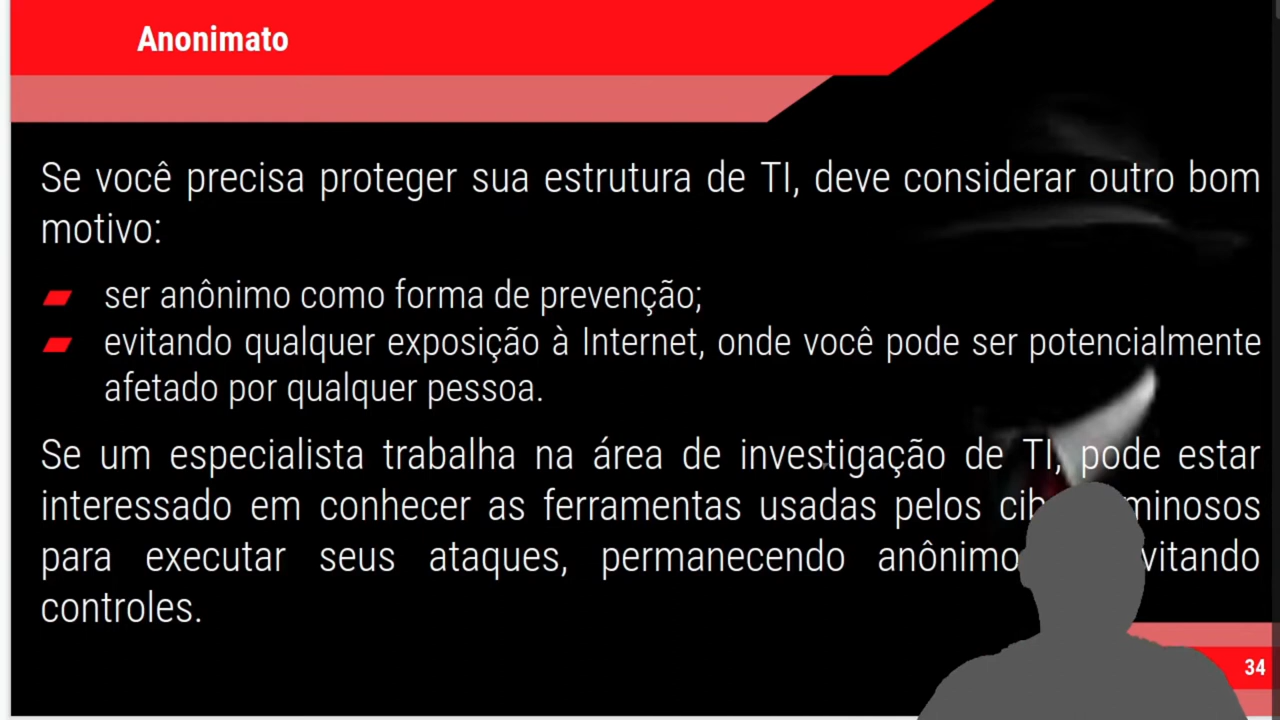 Anonimato
Se você precisa proteger sua estrutura de TI, deve considerar outro bom
motivo:
ser anônimo como forma de prevenção;
evitando qualquer exposição à Internet, onde você pode ser potencialmente
afetado por qualquer pessoa.
Se um especialista trabalha na área de investigação de TI, pode estar
interessado em conhecer as ferramentas usadas pelos
para executar seus ataques, permanecendo
controles.
34